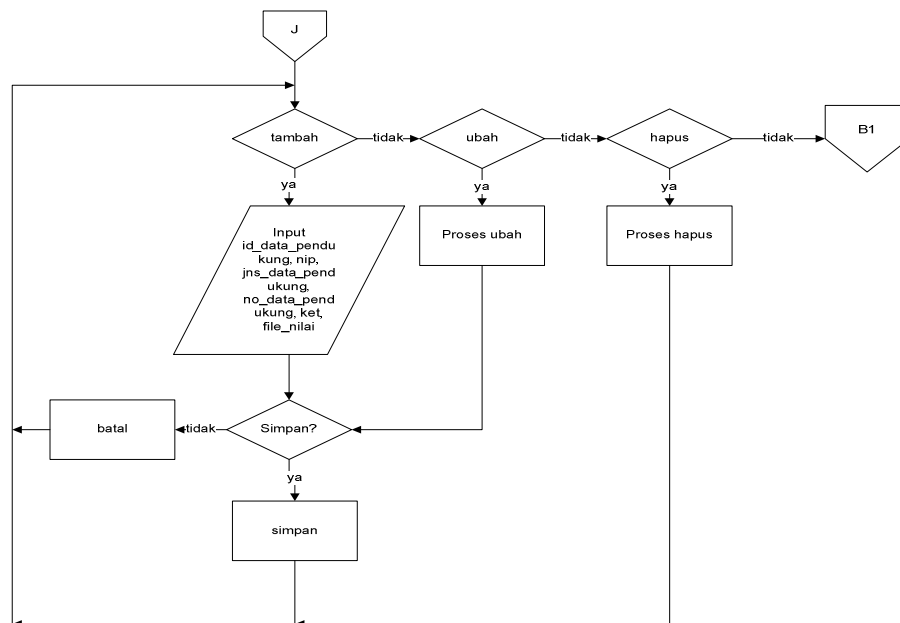 J
tambah
tidak
ubah
tidak
hapus
tidak
B1
ya
ya
ya
Input
id_data_pendu
kung, nip,
jns_data_pend
ukung,
no_data_pend
ukung, ket,
file_nilai
Proses ubah
Proses hapus
batal
tidak
Simpan?
ya
simpan